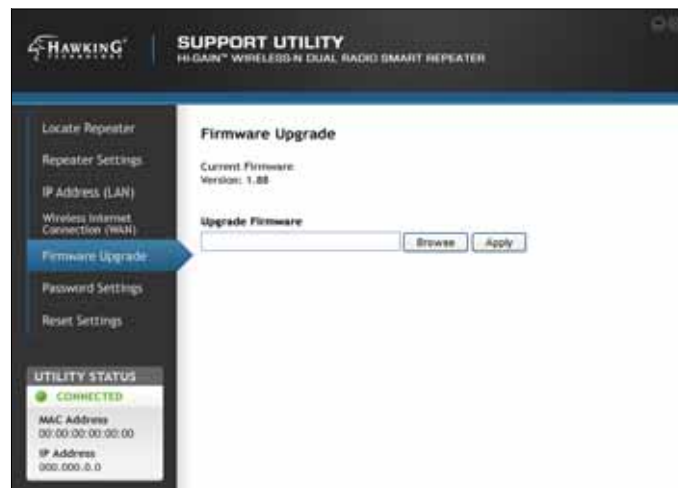 HAWKING
TECHNOLOGY
SUPPORT UTILITY
HI-GAIN™ WIRELESS-N DUAL RADIO SMART REPEATER
Locate Repeater
Repeater Settings
IP Address (LAN)
Wireless Internet
Connection (WAN)
Firmware Upgrade
Password Settings
Reset Settings
Firmware Upgrade
Current Firmware
Version: 1.88
Upgrade Firmware
Browse
Apply
UTILITY STATUS
CONNECTED
MAC Address
00:00:00:00:00:00
IP Address
000.000.0.0